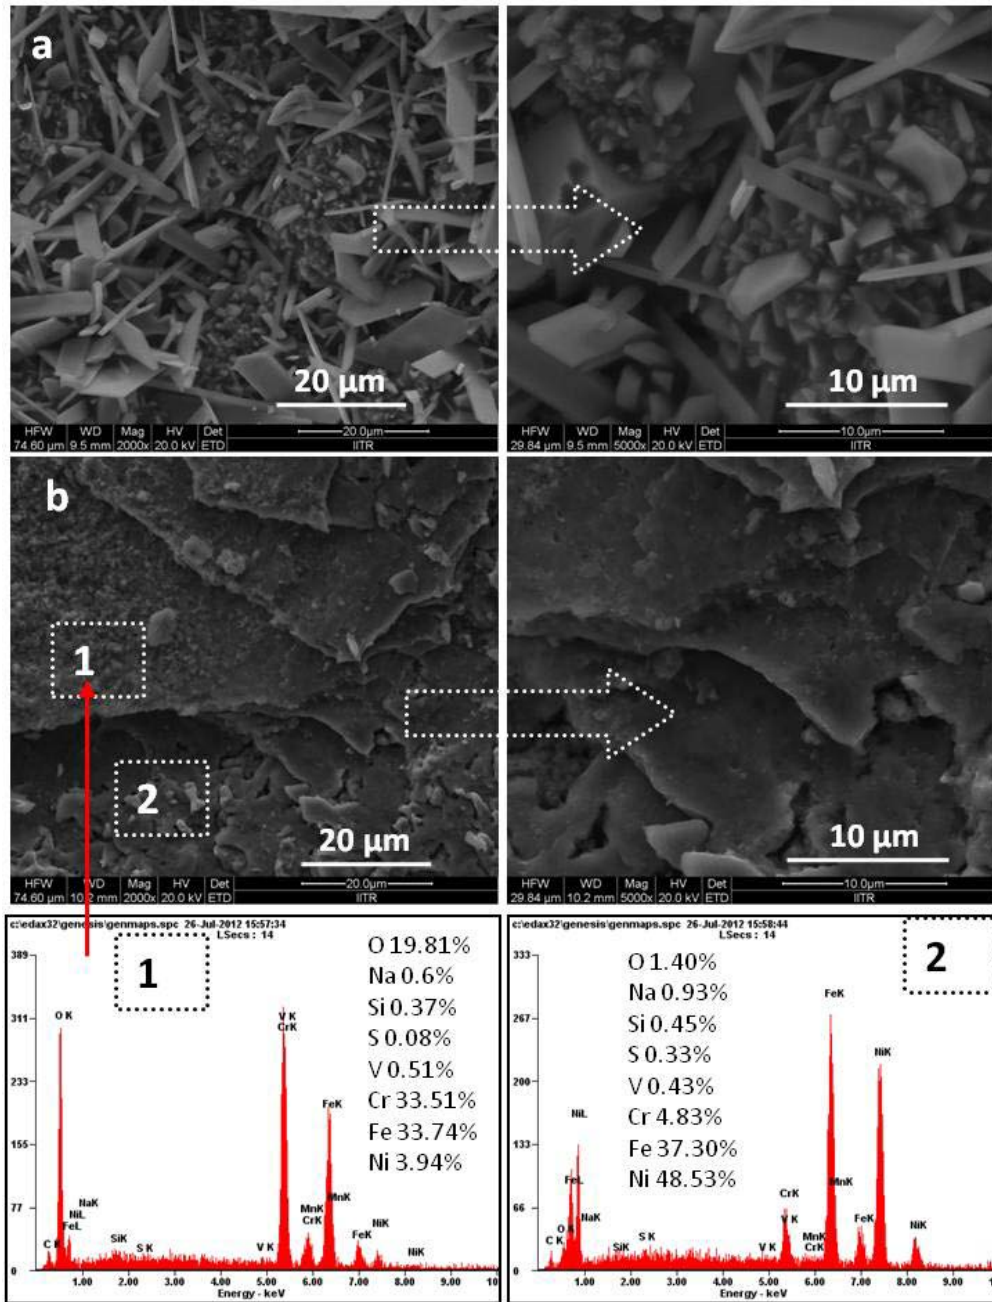 a
20 µm
10 µm
HFW WD Mag HV Det 20.0µm
74.60 µm 9.5 mm 2000x 20.0 kV ETD IITR
HFW WD Mag HV Det 10.0µm
29.84 µm 9.5 mm 5000x 20.0 kV ETD IITR
b
1
2
20 µm
10 µm
HFW WD Mag HV Det 20.0µm
74.60 µm 10.2 mm 2000x 20.0 kV ETD IITR
HFW WD Mag HV Det 10.0µm
29.84 µm 10.2 mm 5000x 20.0 kV ETD IITR
c:\edax32\genesis\genmaps.spc 26-Jul-2012 15:57:34
LSecs : 14
1
O 19.81%
Na 0.6%
Si 0.37%
S 0.08%
V 0.51%
Cr 33.51%
Fe 33.74%
Ni 3.94%
389
311
233
155
77
0
O K
V K
CrK
FeK
NaK
NiL
FeL
C K
SiK
S K
V K
MnK
CrK
MnK
FeK
NiK
NiK
1.00 2.00 3.00 4.00 5.00 6.00 7.00 8.00 9.00 10
Energy - keV
c:\edax32\genesis\genmaps.spc 26-Jul-2012 15:58:44
LSecs : 14
2
O 1.40%
Na 0.93%
Si 0.45%
S 0.33%
V 0.43%
Cr 4.83%
Fe 37.30%
Ni 48.53%
333
267
200
133
66
0
FeK
NiK
NiL
FeL
NaK
O K
C K
SiK
S K
V K
CrK
V K
MnK
CrK
MnK
FeK
NiK
1.00 2.00 3.00 4.00 5.00 6.00 7.00 8.00 9.00
Energy - keV